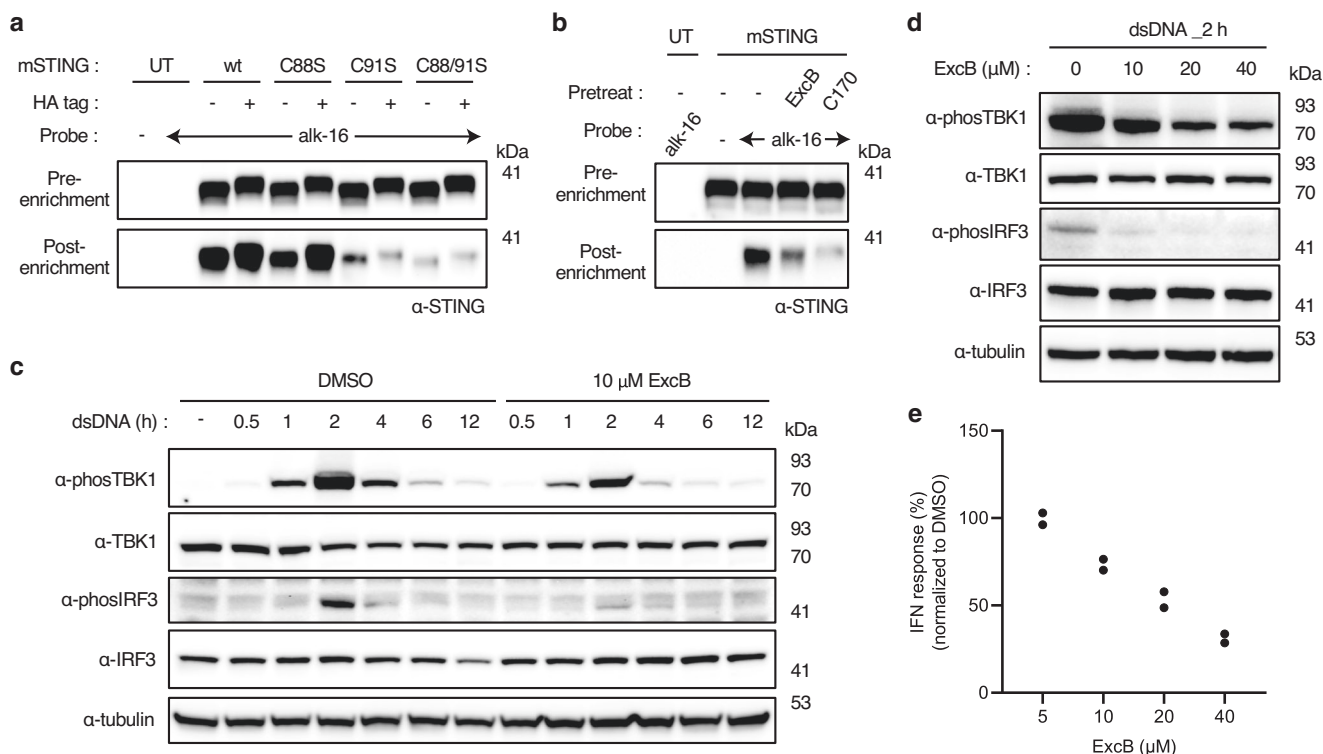 a
mSTING : UT wt C88S C91S C88/91S
HA tag : - + - + - + - +
Probe : - alk-16
kDa
Pre-enrichment
41
Post-enrichment
41
α-STING
b
UT mSTING
Pretreat : - - - ExcB C170
Probe : alk-16 - alk-16
kDa
Pre-enrichment
41
Post-enrichment
41
α-STING
c
DMSO 10 μM ExcB
dsDNA (h) : - 0.5 1 2 4 6 12 0.5 1 2 4 6 12
kDa
α-phosTBK1
93
70
α-TBK1
93
70
α-phosIRF3
41
α-IRF3
41
α-tubulin
53
d
dsDNA _2 h
ExcB (μM) : 0 10 20 40
kDa
α-phosTBK1
93
70
α-TBK1
93
70
α-phosIRF3
41
α-IRF3
41
α-tubulin
53
e
IFN response (%)
(normalized to DMSO)
150
100
50
0
5 10 20 40
ExcB (μM)